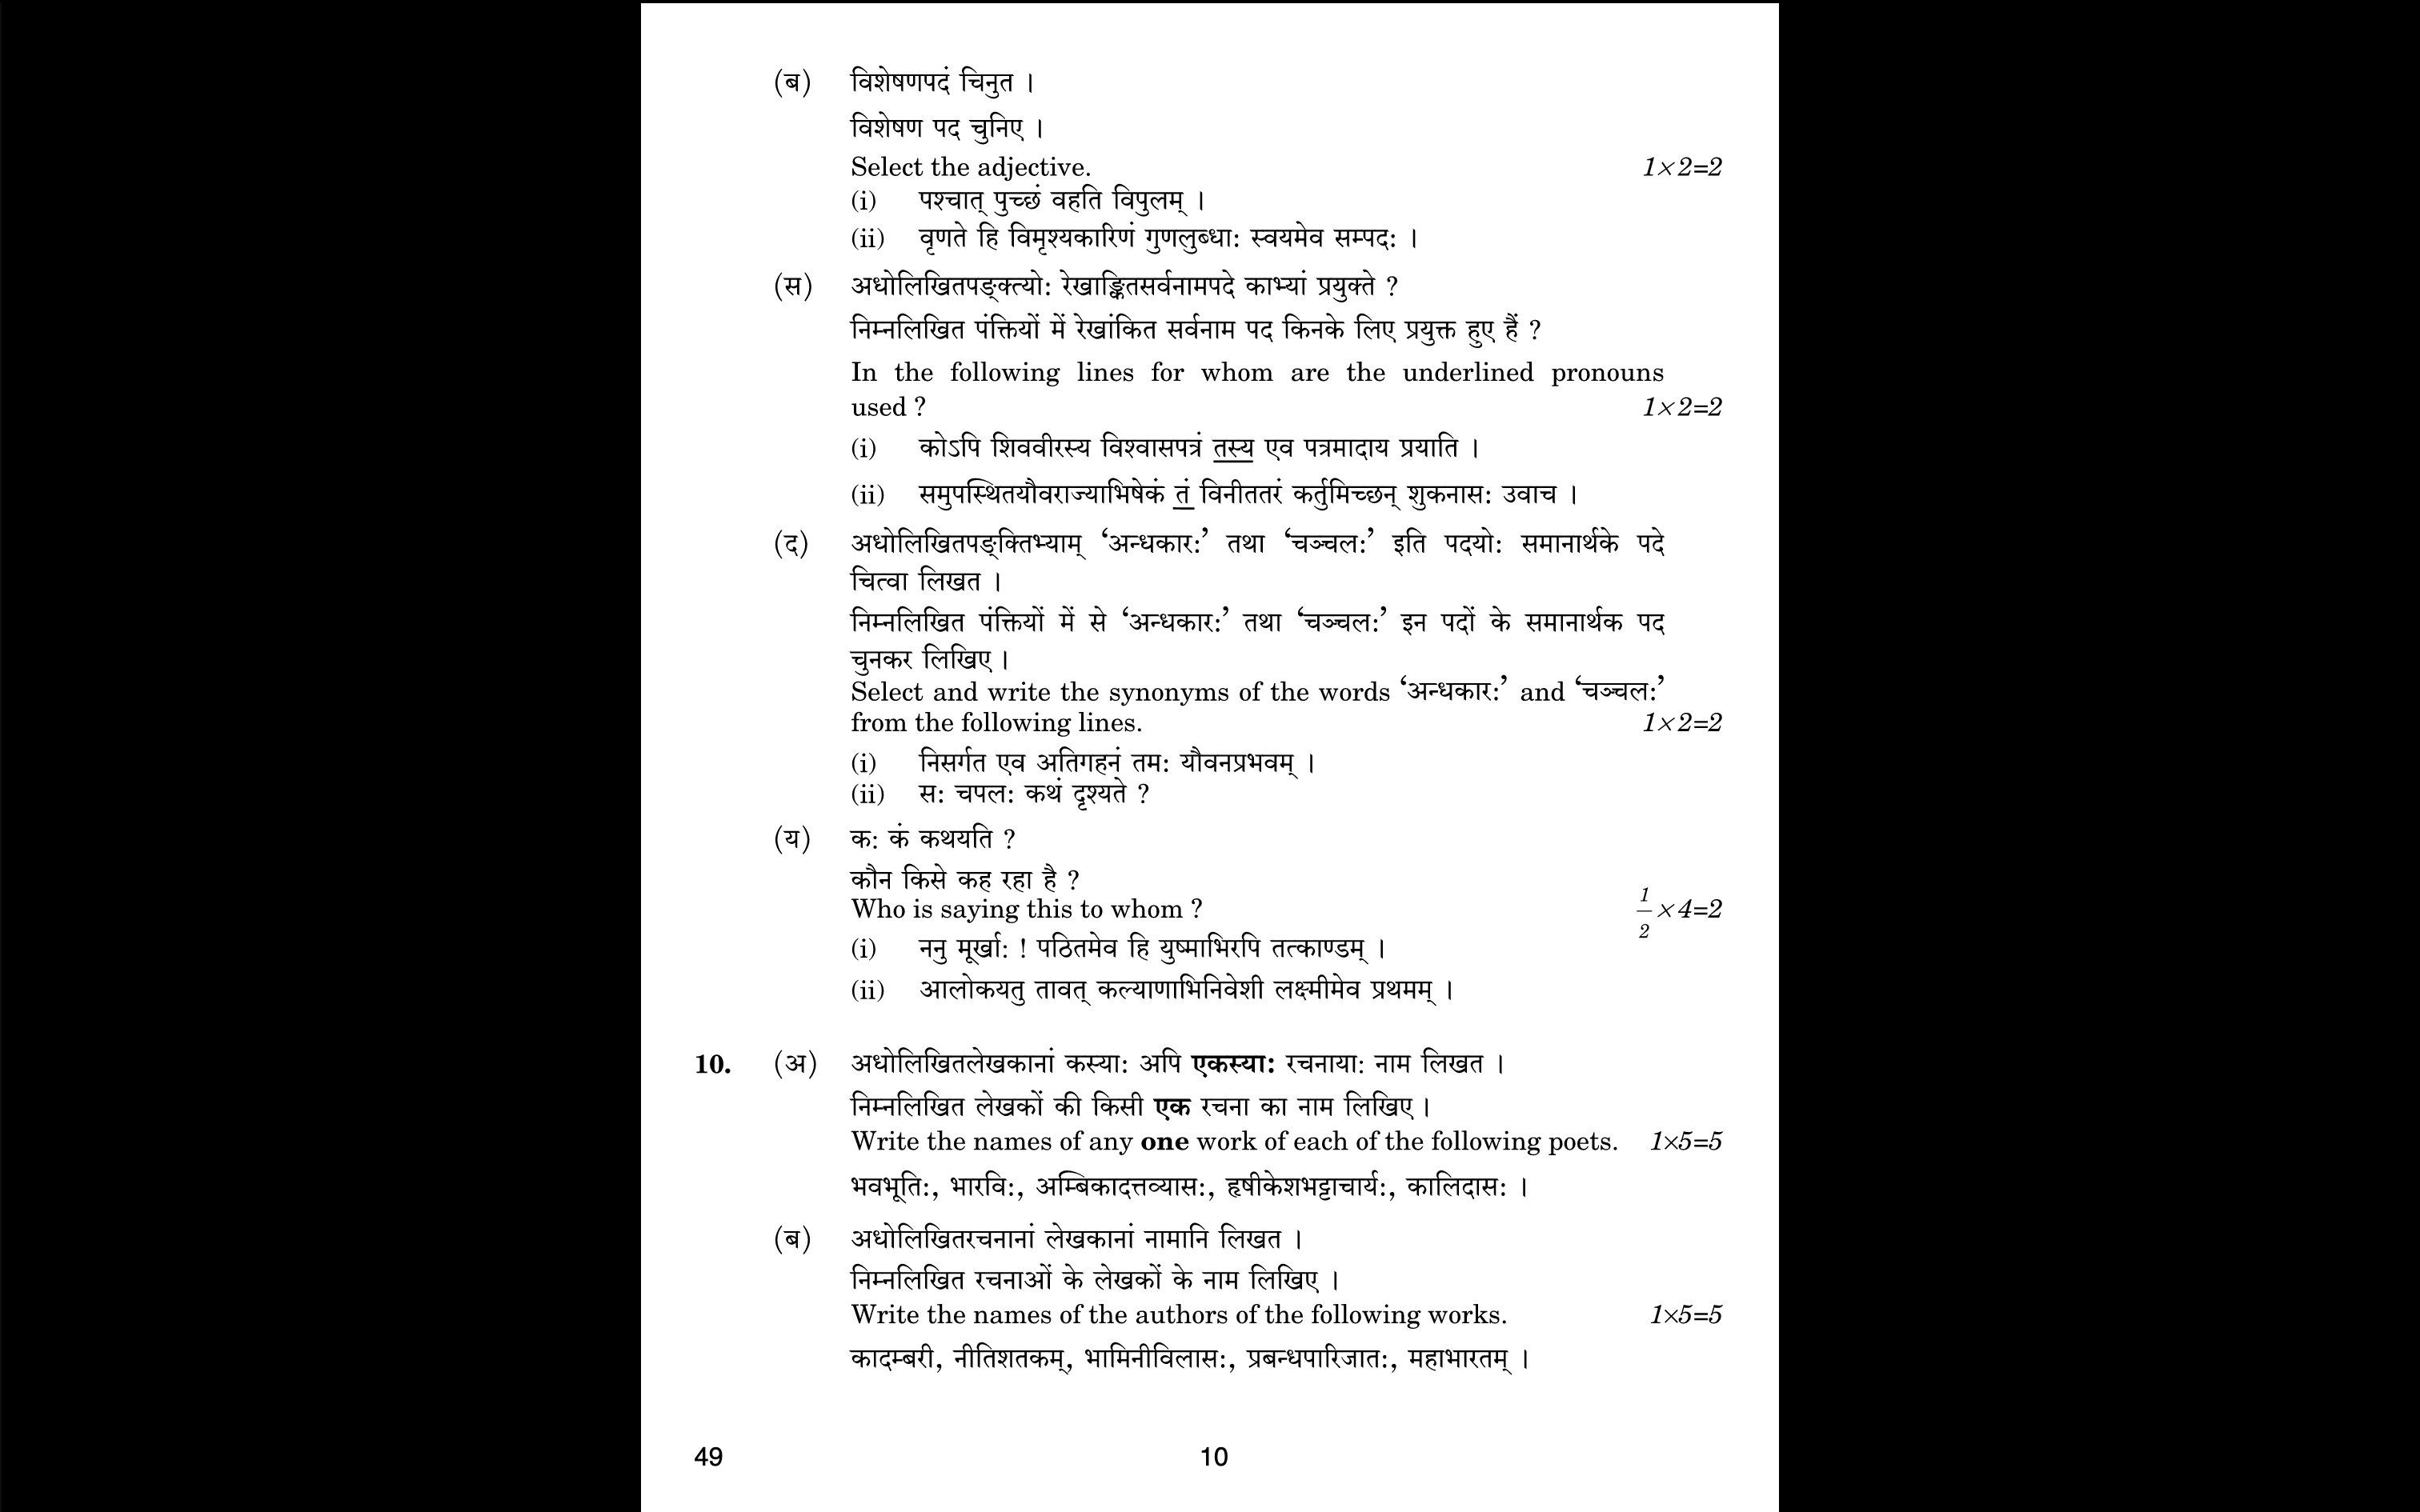 (ब) विशेषणपदं चिनुत ।
विशेषण पद चुनिए ।
Select the adjective. 1×2=2
(i) पश्चात् पुच्छं वहति विपुलम् ।
(ii) वृणते हि विमृश्यकारिणं गुणलुब्धाः स्वयमेव सम्पदः ।
(स) अधोलिखितपङ्क्त्योः रेखाङ्कितसर्वनामपदे काभ्यां प्रयुक्ते ?
निम्नलिखित पंक्तियों में रेखांकित सर्वनाम पद किनके लिए प्रयुक्त हुए हैं ?
In the following lines for whom are the underlined pronouns
used ? 1×2=2
(i) कोऽपि शिववीरस्य विश्वासपत्रं तस्य एव पत्रमादाय प्रयाति ।
(ii) समुपस्थितयौवराज्याभिषेकं तं विनीततरं कर्तुमिच्छन् शुकनासः उवाच ।
(द) अधोलिखितपङ्क्तिभ्याम् ‘अन्धकारः’ तथा ‘चञ्चलः’ इति पदयोः समानार्थके पदे
चित्वा लिखत ।
निम्नलिखित पंक्तियों में से ‘अन्धकारः’ तथा ‘चञ्चलः’ इन पदों के समानार्थक पद
चुनकर लिखिए ।
Select and write the synonyms of the words ‘अन्धकारः’ and ‘चञ्चलः’
from the following lines. 1×2=2
(i) निसर्गत एव अतिगहनं तमः यौवनप्रभवम् ।
(ii) सः चपलः कथं दृश्यते ?
(य) कः कं कथयति ?
कौन किसे कह रहा है ?
Who is saying this to whom ? 1/2×4=2
(i) ननु मूर्खाः ! पठितमेव हि युष्माभिरपि तत्काण्डम् ।
(ii) आलोकयतु तावत् कल्याणाभिनिवेशी लक्ष्मीमेव प्रथमम् ।
10. (अ) अधोलिखितलेखकानां कस्याः अपि एकस्याः रचनायाः नाम लिखत ।
निम्नलिखित लेखकों की किसी एक रचना का नाम लिखिए ।
Write the names of any one work of each of the following poets. 1×5=5
भवभूतिः, भारविः, अम्बिकादत्तव्यासः, हृषीकेशभट्टाचार्यः, कालिदासः ।
(ब) अधोलिखितरचनानां लेखकानां नामानि लिखत ।
निम्नलिखित रचनाओं के लेखकों के नाम लिखिए ।
Write the names of the authors of the following works. 1×5=5
कादम्बरी, नीतिशतकम्, भामिनीविलासः, प्रबन्धपारिजातः, महाभारतम् ।
49 10